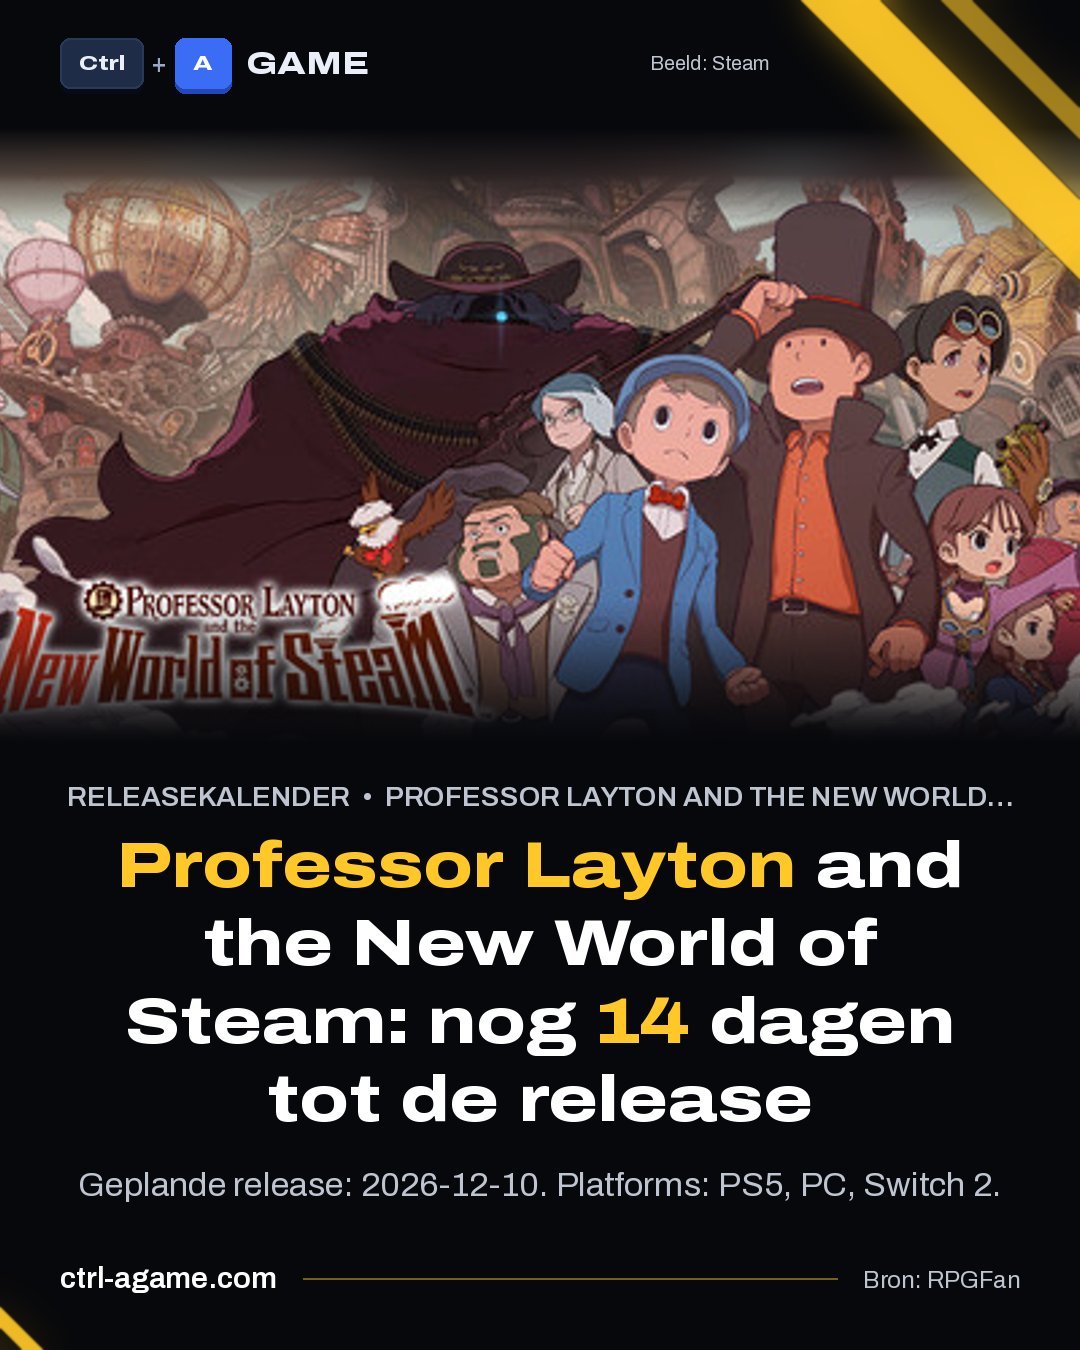 Ctrl + A GAME
Beeld: Steam
PROFESSOR LAYTON
and the
New World of Steam
RELEASEKALENDER • PROFESSOR LAYTON AND THE NEW WORLD...
Professor Layton and
the New World of
Steam: nog 14 dagen
tot de release
Geplande release: 2026-12-10. Platforms: PS5, PC, Switch 2.
ctrl-agame.com
Bron: RPGFan